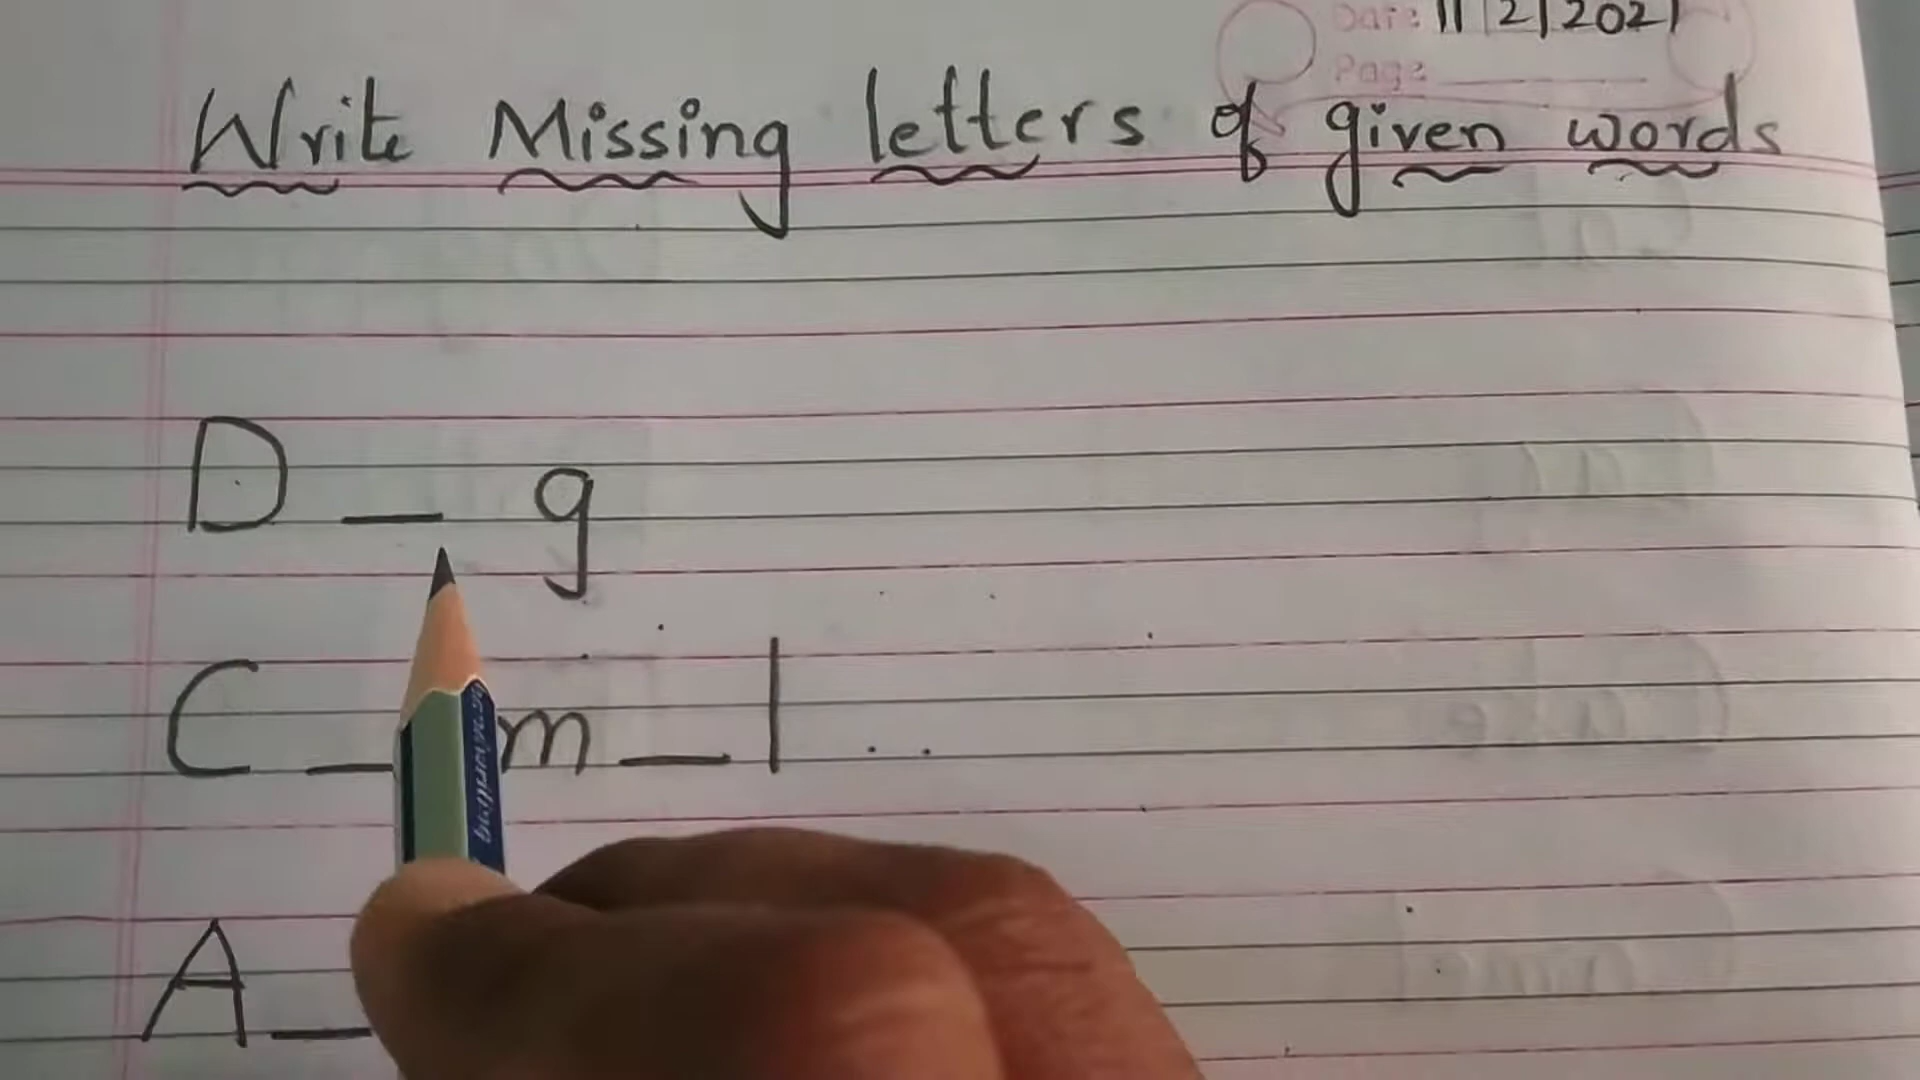 Date 11/2/2021
Page
Write Missing letters of given words
D _ g
C _ m _ l
A _